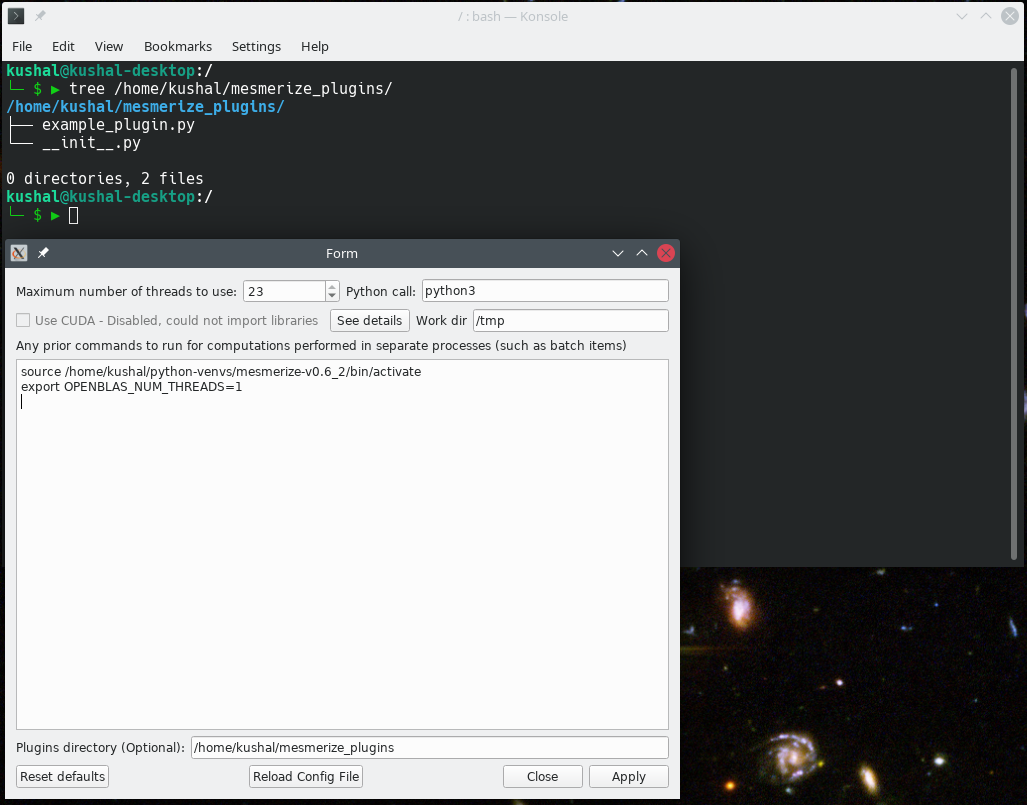 / : bash — Konsole
File Edit View Bookmarks Settings Help
kushal@kushal-desktop:/
└─ $ ▶ tree /home/kushal/mesmerize_plugins/
/home/kushal/mesmerize_plugins/
├── example_plugin.py
└── __init__.py
0 directories, 2 files
kushal@kushal-desktop:/
└─ $ ▶
Form
Maximum number of threads to use: 23 Python call: python3
Use CUDA - Disabled, could not import libraries See details Work dir /tmp
Any prior commands to run for computations performed in separate processes (such as batch items)
source /home/kushal/python-venvs/mesmerize-v0.6_2/bin/activate
export OPENBLAS_NUM_THREADS=1
Plugins directory (Optional): /home/kushal/mesmerize_plugins
Reset defaults Reload Config File Close Apply